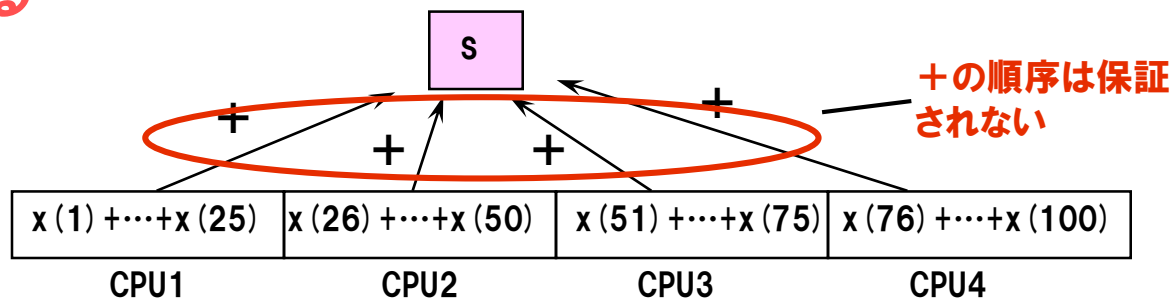 S
+の順序は保証
されない
+
+
+
+
x(1)+…+x(25)
x(26)+…+x(50)
x(51)+…+x(75)
x(76)+…+x(100)
CPU1
CPU2
CPU3
CPU4